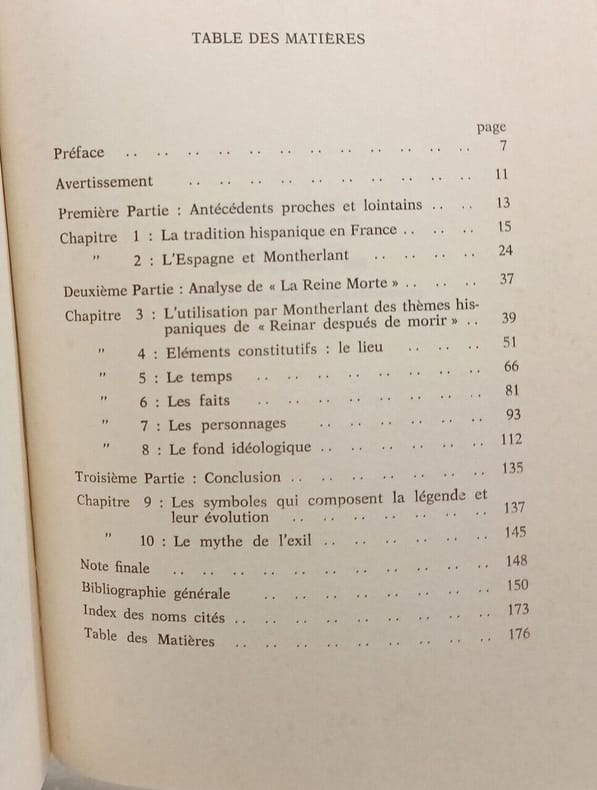 TABLE DES MATIÈRES
page
Préface .. .. .. .. .. .. .. .. .. .. .. .. 7
Avertissement .. .. .. .. .. .. .. .. .. .. 11
Première Partie : Antécédents proches et lointains .. .. 13
Chapitre 1 : La tradition hispanique en France .. .. .. 15
" 2 : L'Espagne et Montherlant .. .. .. .. 24
Deuxième Partie : Analyse de « La Reine Morte » .. .. .. 37
Chapitre 3 : L'utilisation par Montherlant des thèmes his-
paniques de « Reinar después de morir » .. 39
" 4 : Eléments constitutifs : le lieu .. .. .. 51
" 5 : Le temps .. .. .. .. .. .. .. .. 66
" 6 : Les faits .. .. .. .. .. .. .. .. 81
" 7 : Les personnages .. .. .. .. .. .. 93
" 8 : Le fond idéologique .. .. .. .. .. .. 112
Troisième Partie : Conclusion .. .. .. .. .. .. .. 135
Chapitre 9 : Les symboles qui composent la légende et
leur évolution .. .. .. .. .. .. .. 137
" 10 : Le mythe de l'exil .. .. .. .. .. .. 145
Note finale .. .. .. .. .. .. .. .. .. .. .. 148
Bibliographie générale .. .. .. .. .. .. .. .. 150
Index des noms cités .. .. .. .. .. .. .. .. .. 173
Table des Matières .. .. .. .. .. .. .. .. .. 176